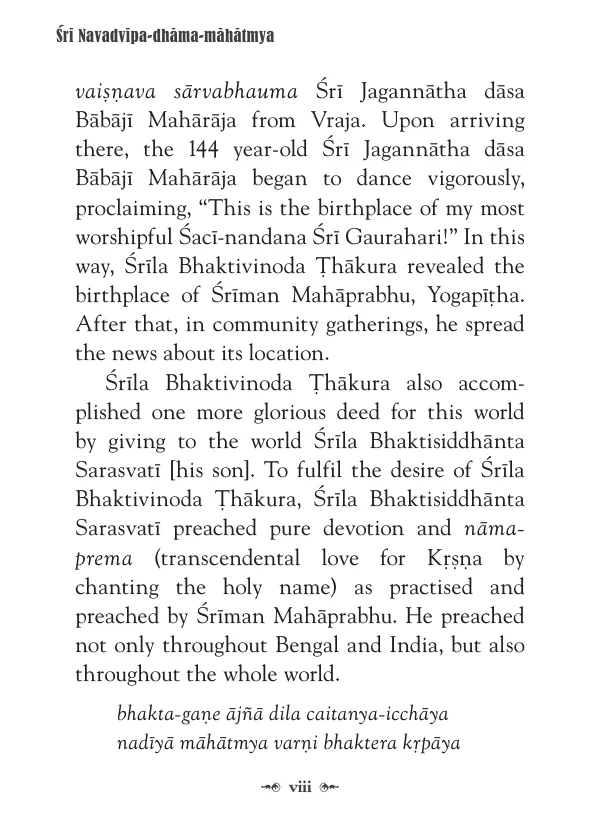 Śrī Navadvīpa-dhāma-māhātmya
vaiṣṇava sārvabhauma Śrī Jagannātha dāsa
Bābājī Mahārāja from Vraja. Upon arriving
there, the 144 year-old Śrī Jagannātha dāsa
Bābājī Mahārāja began to dance vigorously,
proclaiming, “This is the birthplace of my most
worshipful Śacī-nandana Śrī Gaurahari!” In this
way, Śrīla Bhaktivinoda Ṭhākura revealed the
birthplace of Śrīman Mahāprabhu, Yogapīṭha.
After that, in community gatherings, he spread
the news about its location.
Śrīla Bhaktivinoda Ṭhākura also accom-
plished one more glorious deed for this world
by giving to the world Śrīla Bhaktisiddhānta
Sarasvatī [his son]. To fulfil the desire of Śrīla
Bhaktivinoda Ṭhākura, Śrīla Bhaktisiddhānta
Sarasvatī preached pure devotion and nāma-
prema (transcendental love for Kṛṣṇa by
chanting the holy name) as practised and
preached by Śrīman Mahāprabhu. He preached
not only throughout Bengal and India, but also
throughout the whole world.
bhakta-gaṇe ājñā dila caitanya-icchāya
nadīyā māhātmya varṇi bhaktera kṛpāya
viii